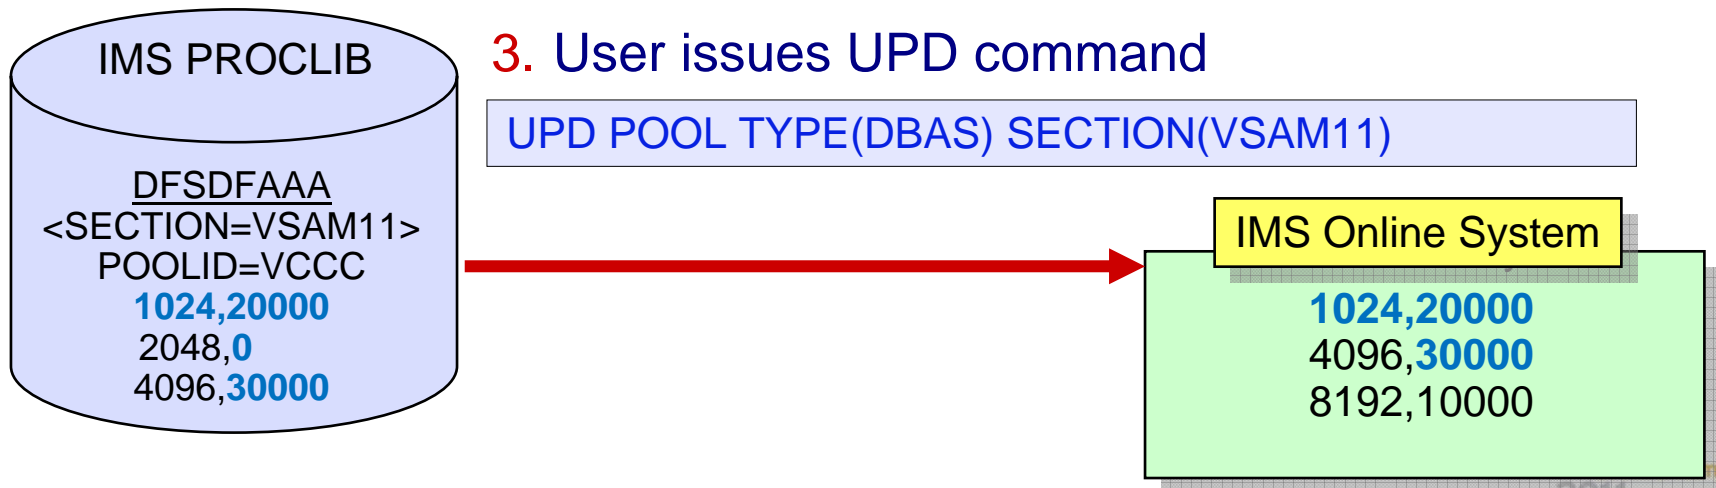 IMS PROCLIB
DFSDFAAA
<SECTION=VSAM11>
POOLID=VCCC
1024,20000
2048,0
4096,30000
3. User issues UPD command
UPD POOL TYPE(DBAS) SECTION(VSAM11)
IMS Online System
1024,20000
4096,30000
8192,10000